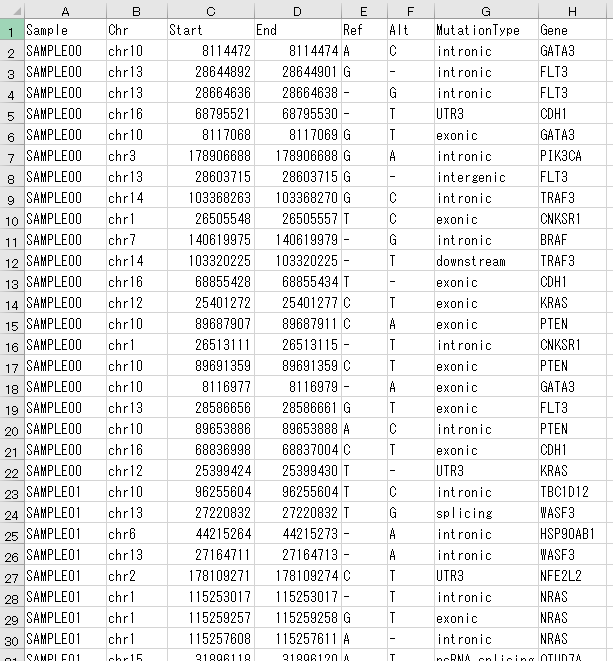 A B C D E F G H
1 Sample Chr Start End Ref Alt MutationType Gene
2 SAMPLE00 chr10 8114472 8114474 A C intronic GATA3
3 SAMPLE00 chr13 28644892 28644901 G - intronic FLT3
4 SAMPLE00 chr13 28664636 28664638 - G intronic FLT3
5 SAMPLE00 chr16 68795521 68795530 - T UTR3 CDH1
6 SAMPLE00 chr10 8117068 8117069 G T exonic GATA3
7 SAMPLE00 chr3 178906688 178906688 G A intronic PIK3CA
8 SAMPLE00 chr13 28603715 28603715 G - intergenic FLT3
9 SAMPLE00 chr14 103368263 103368270 G C intronic TRAF3
10 SAMPLE00 chr1 26505548 26505557 T C exonic CNKSR1
11 SAMPLE00 chr7 140619975 140619979 - G intronic BRAF
12 SAMPLE00 chr14 103320225 103320225 - T downstream TRAF3
13 SAMPLE00 chr16 68855428 68855434 T - exonic CDH1
14 SAMPLE00 chr12 25401272 25401277 C T exonic KRAS
15 SAMPLE00 chr10 89687907 89687911 C A exonic PTEN
16 SAMPLE00 chr1 26513111 26513115 - T intronic CNKSR1
17 SAMPLE00 chr10 89691359 89691359 C T exonic PTEN
18 SAMPLE00 chr10 8116977 8116979 - A exonic GATA3
19 SAMPLE00 chr13 28586656 28586661 G T exonic FLT3
20 SAMPLE00 chr10 89653886 89653888 A C intronic PTEN
21 SAMPLE00 chr16 68836998 68837004 C T exonic CDH1
22 SAMPLE00 chr12 25399424 25399430 T - UTR3 KRAS
23 SAMPLE01 chr10 96255604 96255604 T C intronic TBC1D12
24 SAMPLE01 chr13 27220832 27220832 T G splicing WASF3
25 SAMPLE01 chr6 44215264 44215273 - A intronic HSP90AB1
26 SAMPLE01 chr13 27164711 27164713 - A intronic WASF3
27 SAMPLE01 chr2 178109271 178109274 C T UTR3 NFE2L2
28 SAMPLE01 chr1 115253017 115253017 - T intronic NRAS
29 SAMPLE01 chr1 115259257 115259258 G T exonic NRAS
30 SAMPLE01 chr1 115257608 115257611 A - intronic NRAS
SAMPLE01 chr15 31896118 31896120 A T ncRNA_splicing OTUD7A